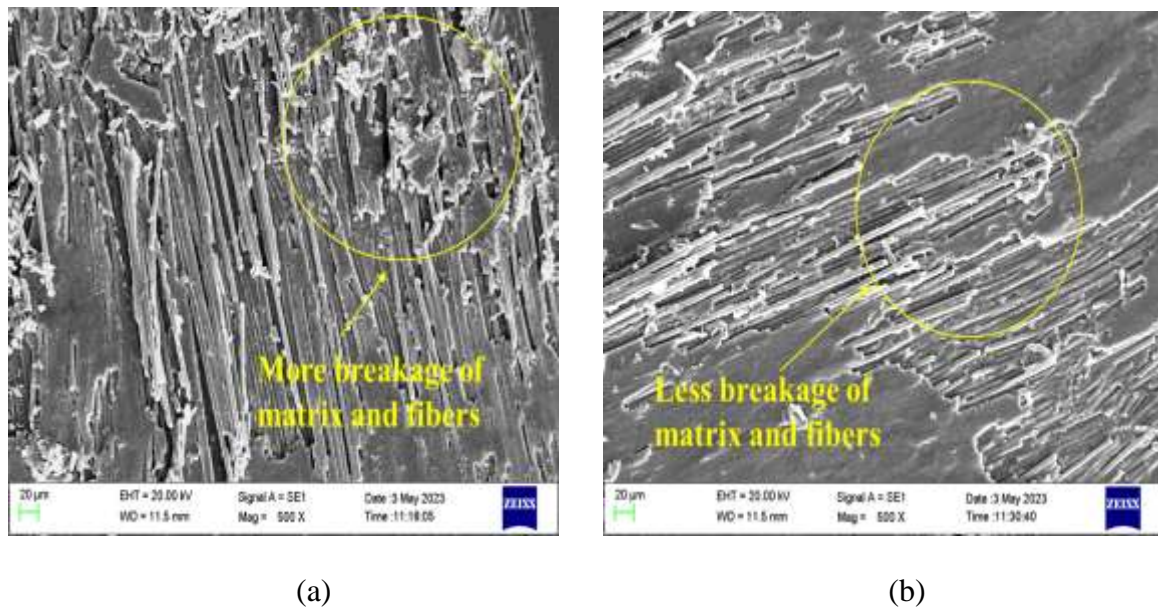 More breakage of
matrix and fibers
20 µm
EHT = 20.00 kV
WD = 11.5 mm
Signal A = SE1
Mag = 500 X
Date :3 May 2023
Time :11:16:05
ZEISS
(a)
Less breakage of
matrix and fibers
20 µm
EHT = 20.00 kV
WD = 11.5 mm
Signal A = SE1
Mag = 500 X
Date :3 May 2023
Time :11:30:40
ZEISS
(b)